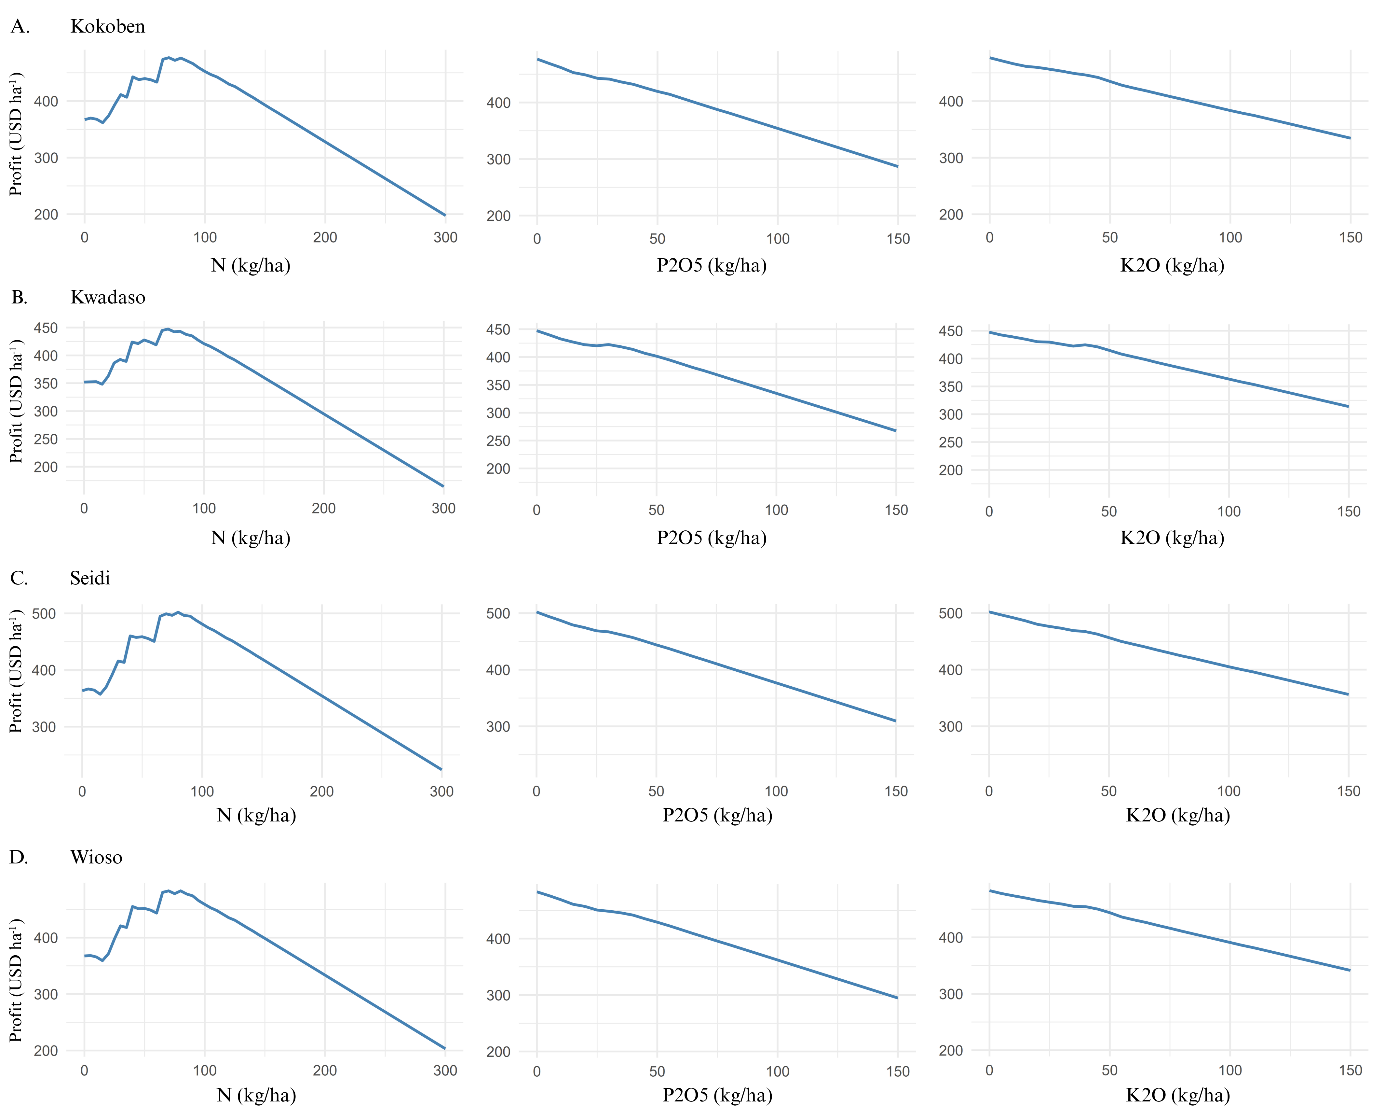 A. Kokoben
Profit (USD ha-1)
400
300
200
0 100 200 300
N (kg/ha)
400
300
200
0 50 100 150
P2O5 (kg/ha)
400
300
200
0 50 100 150
K2O (kg/ha)
B. Kwadaso
Profit (USD ha-1)
450
400
350
300
250
200
0 100 200 300
N (kg/ha)
450
400
350
300
250
200
0 50 100 150
P2O5 (kg/ha)
450
400
350
300
250
200
0 50 100 150
K2O (kg/ha)
C. Seidi
Profit (USD ha-1)
500
400
300
0 100 200 300
N (kg/ha)
500
400
300
0 50 100 150
P2O5 (kg/ha)
500
400
300
0 50 100 150
K2O (kg/ha)
D. Wioso
Profit (USD ha-1)
400
300
200
0 100 200 300
N (kg/ha)
400
300
200
0 50 100 150
P2O5 (kg/ha)
400
300
200
0 50 100 150
K2O (kg/ha)